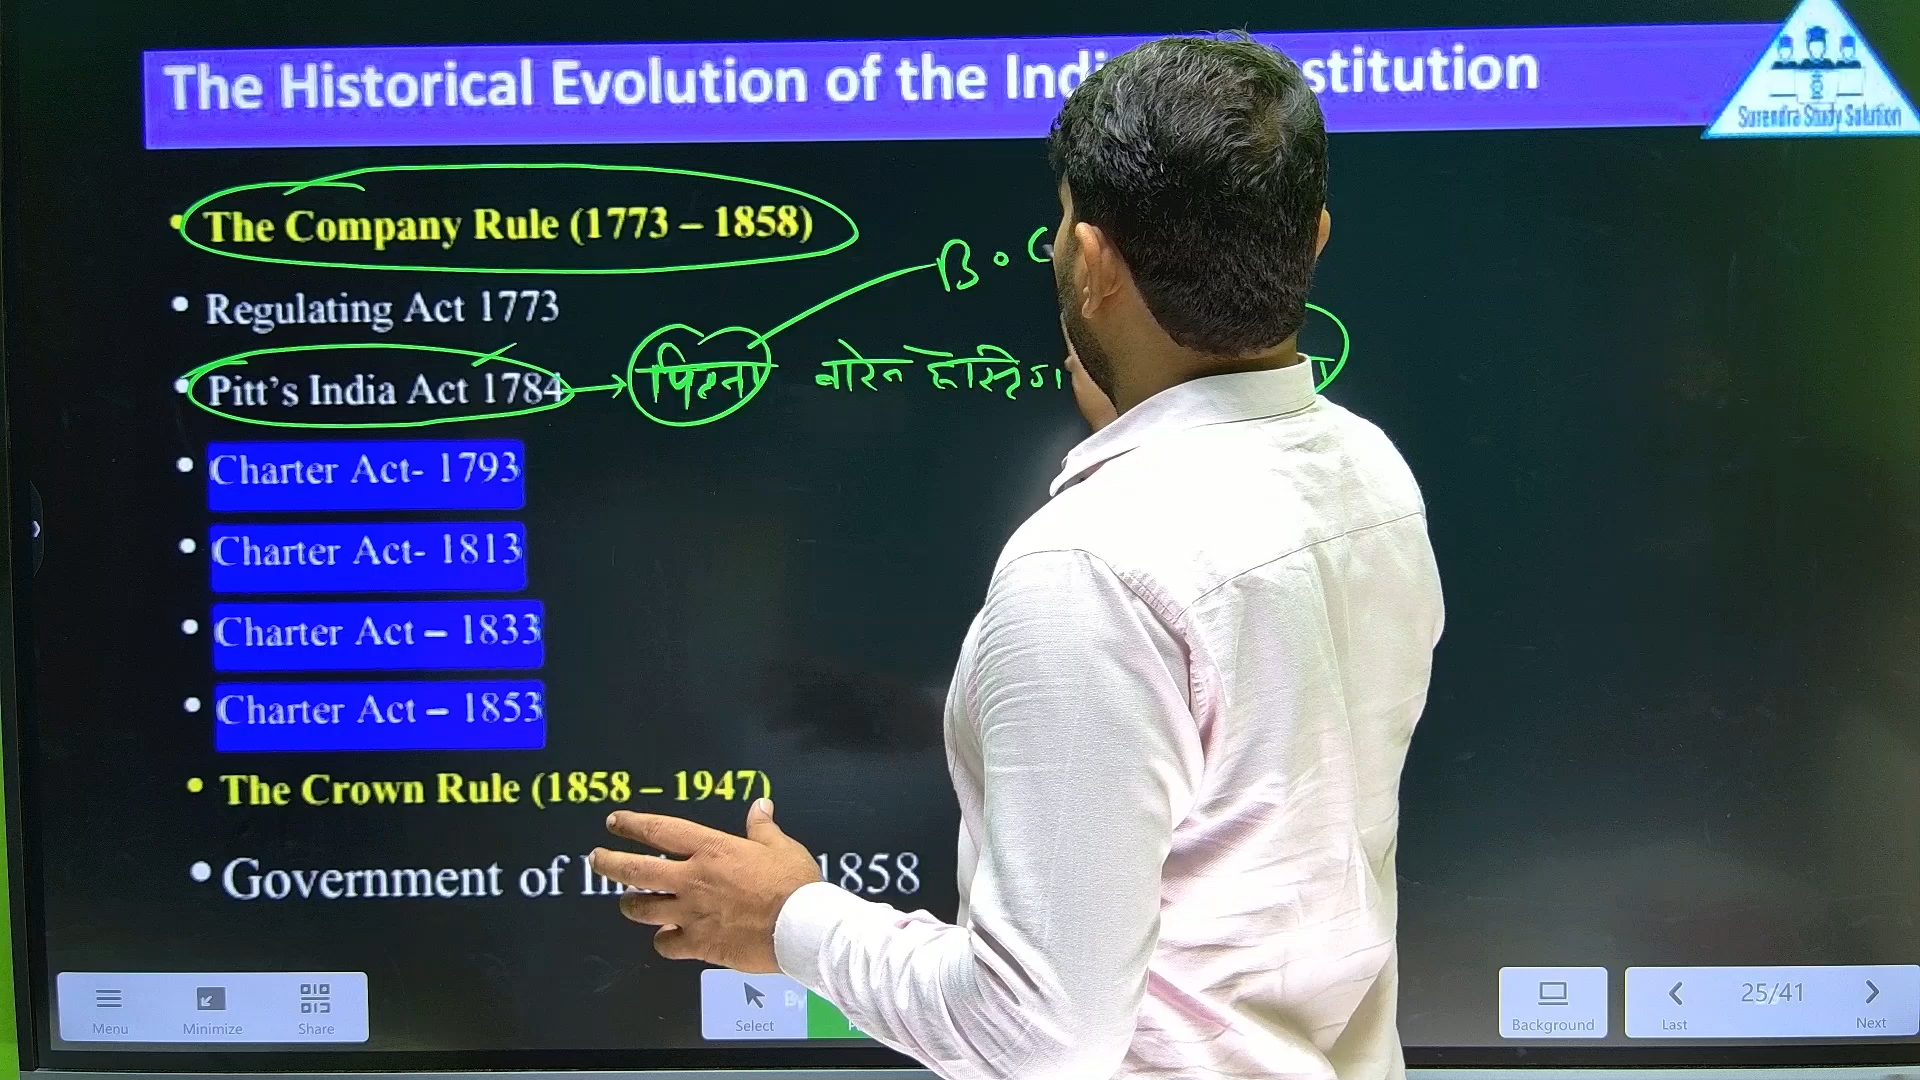 The Historical Evolution of the Ind stitution
Surendra Study Solution
• The Company Rule (1773 – 1858)
B. C
• Regulating Act 1773
• Pitt's India Act 1784 → पिटना वारेन हेस्टिंग
• Charter Act- 1793
• Charter Act- 1813
• Charter Act – 1833
• Charter Act – 1853
• The Crown Rule (1858 – 1947)
• Government of 1858
Menu Minimize Share Select Background Last 25/41 Next